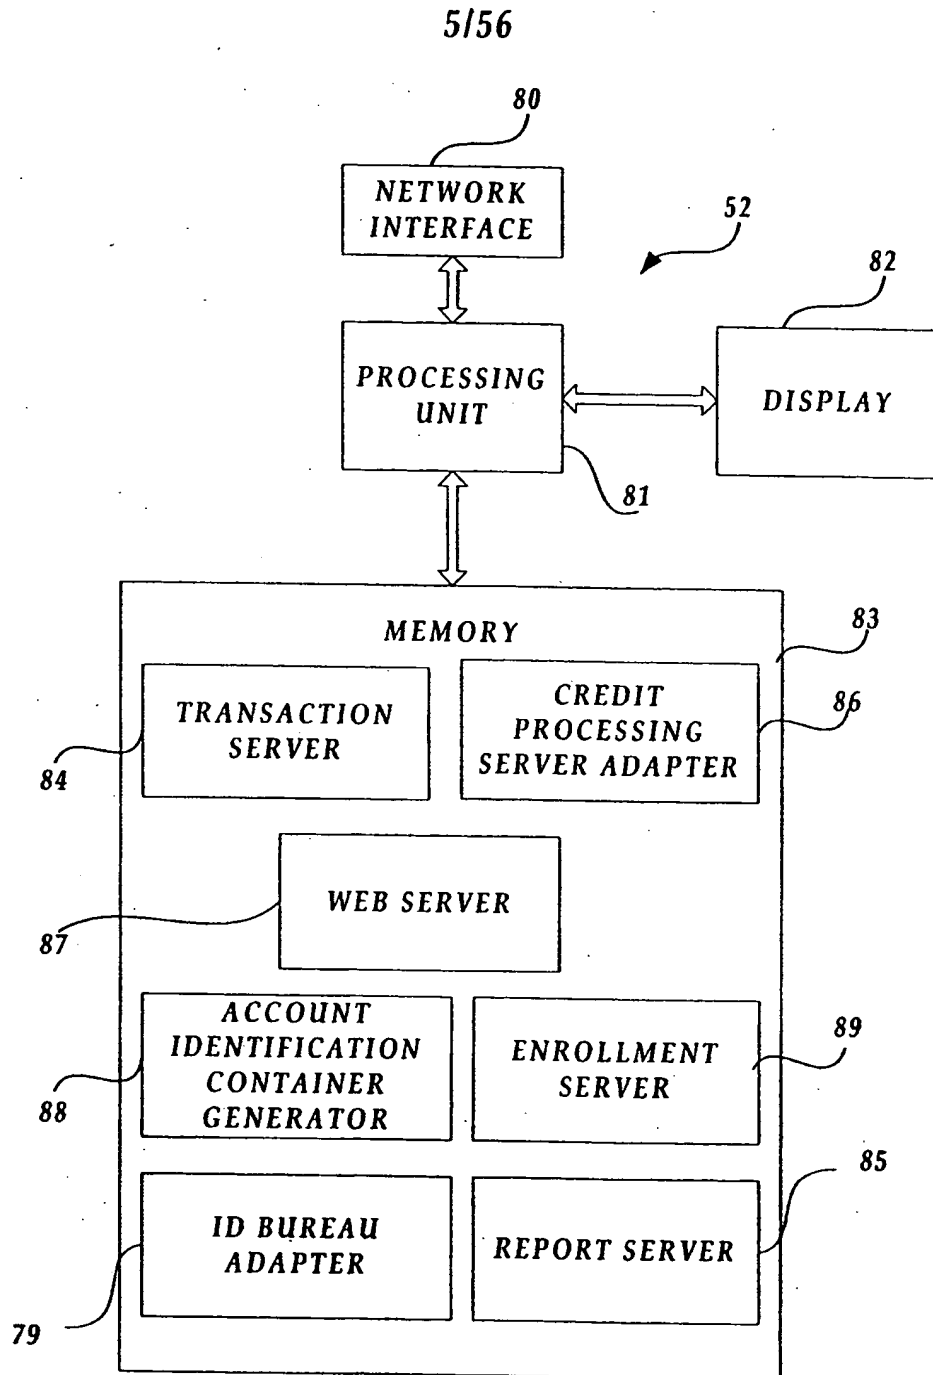 5/56
80
NETWORK
INTERFACE
52
82
PROCESSING
UNIT
DISPLAY
81
MEMORY
83
TRANSACTION
SERVER
84
CREDIT
PROCESSING
SERVER ADAPTER
86
WEB SERVER
87
ACCOUNT
IDENTIFICATION
CONTAINER
GENERATOR
88
ENROLLMENT
SERVER
89
ID BUREAU
ADAPTER
79
REPORT SERVER
85